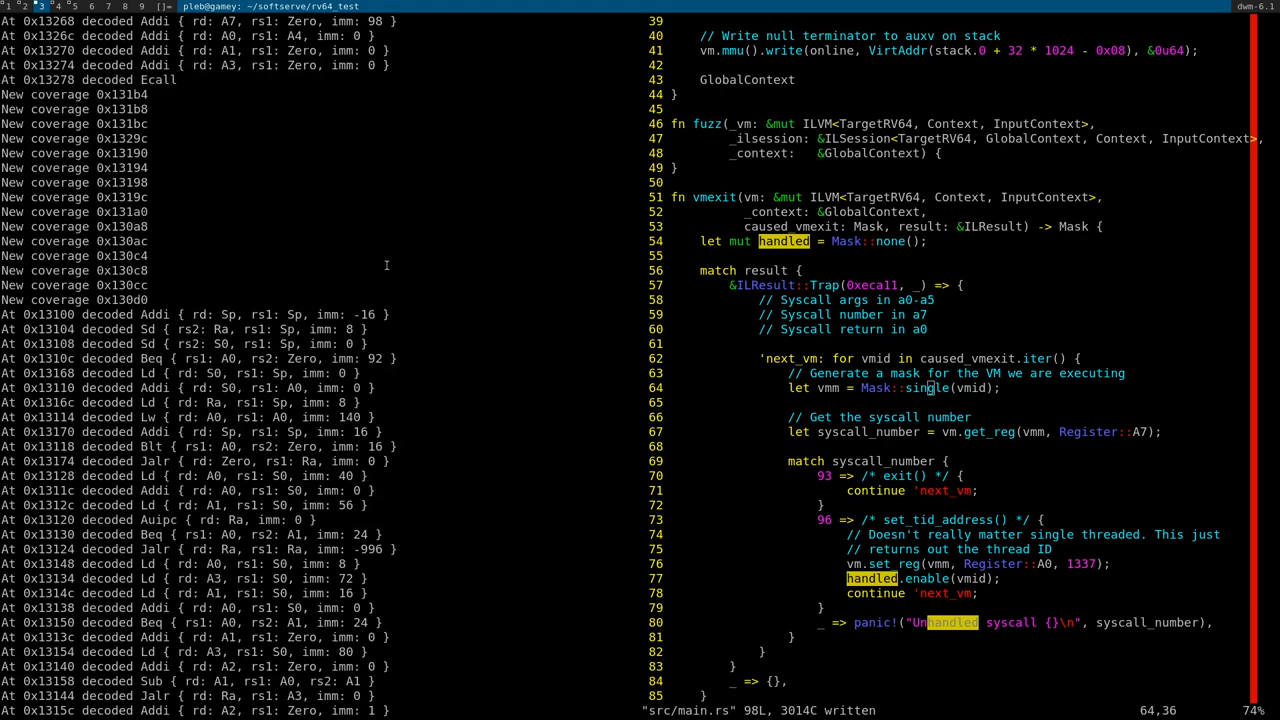 1 2 3 4 5 6 7 8 9 []= pleb@gamey: ~/softserve/rv64_test dwm-6.1
At 0x13268 decoded Addi { rd: A7, rs1: Zero, imm: 98 }
At 0x1326c decoded Addi { rd: A0, rs1: A4, imm: 0 }
At 0x13270 decoded Addi { rd: A1, rs1: Zero, imm: 0 }
At 0x13274 decoded Addi { rd: A3, rs1: Zero, imm: 0 }
At 0x13278 decoded Ecall
New coverage 0x131b4
New coverage 0x131b8
New coverage 0x131bc
New coverage 0x1329c
New coverage 0x13190
New coverage 0x13194
New coverage 0x13198
New coverage 0x1319c
New coverage 0x131a0
New coverage 0x130a8
New coverage 0x130ac
New coverage 0x130c4
New coverage 0x130c8
New coverage 0x130cc
New coverage 0x130d0
At 0x13100 decoded Addi { rd: Sp, rs1: Sp, imm: -16 }
At 0x13104 decoded Sd { rs2: Ra, rs1: Sp, imm: 8 }
At 0x13108 decoded Sd { rs2: S0, rs1: Sp, imm: 0 }
At 0x1310c decoded Beq { rs1: A0, rs2: Zero, imm: 92 }
At 0x13168 decoded Ld { rd: S0, rs1: Sp, imm: 0 }
At 0x13110 decoded Addi { rd: S0, rs1: A0, imm: 0 }
At 0x1316c decoded Ld { rd: Ra, rs1: Sp, imm: 8 }
At 0x13114 decoded Lw { rd: A0, rs1: A0, imm: 140 }
At 0x13170 decoded Addi { rd: Sp, rs1: Sp, imm: 16 }
At 0x13118 decoded Blt { rs1: A0, rs2: Zero, imm: 16 }
At 0x13174 decoded Jalr { rd: Zero, rs1: Ra, imm: 0 }
At 0x13128 decoded Ld { rd: A0, rs1: S0, imm: 40 }
At 0x1311c decoded Addi { rd: A0, rs1: S0, imm: 0 }
At 0x1312c decoded Ld { rd: A1, rs1: S0, imm: 56 }
At 0x13120 decoded Auipc { rd: Ra, imm: 0 }
At 0x13130 decoded Beq { rs1: A0, rs2: A1, imm: 24 }
At 0x13124 decoded Jalr { rd: Ra, rs1: Ra, imm: -996 }
At 0x13148 decoded Ld { rd: A0, rs1: S0, imm: 8 }
At 0x13134 decoded Ld { rd: A3, rs1: S0, imm: 72 }
At 0x1314c decoded Ld { rd: A1, rs1: S0, imm: 16 }
At 0x13138 decoded Addi { rd: A0, rs1: S0, imm: 0 }
At 0x13150 decoded Beq { rs1: A0, rs2: A1, imm: 24 }
At 0x1313c decoded Addi { rd: A1, rs1: Zero, imm: 0 }
At 0x13154 decoded Ld { rd: A3, rs1: S0, imm: 80 }
At 0x13140 decoded Addi { rd: A2, rs1: Zero, imm: 0 }
At 0x13158 decoded Sub { rd: A1, rs1: A0, rs2: A1 }
At 0x13144 decoded Jalr { rd: Ra, rs1: A3, imm: 0 }
At 0x1315c decoded Addi { rd: A2, rs1: Zero, imm: 1 }
39
40 // Write null terminator to auxv on stack
41 vm.mmu().write(online, VirtAddr(stack.0 + 32 * 1024 - 0x08), &0u64);
42
43 GlobalContext
44 }
45
46 fn fuzz(_vm: &mut ILVM<TargetRV64, Context, InputContext>,
47 _ilsession: &ILSession<TargetRV64, GlobalContext, Context, InputContext>,
48 _context: &GlobalContext) {
49 }
50
51 fn vmexit(vm: &mut ILVM<TargetRV64, Context, InputContext>,
52 _context: &GlobalContext,
53 caused_vmexit: Mask, result: &ILResult) -> Mask {
54 let mut handled = Mask::none();
55
56 match result {
57 &ILResult::Trap(0xeca11, _) => {
58 // Syscall args in a0-a5
59 // Syscall number in a7
60 // Syscall return in a0
61
62 'next_vm: for vmid in caused_vmexit.iter() {
63 // Generate a mask for the VM we are executing
64 let vmm = Mask::single(vmid);
65
66 // Get the syscall number
67 let syscall_number = vm.get_reg(vmm, Register::A7);
68
69 match syscall_number {
70 93 => /* exit() */ {
71 continue 'next_vm;
72 }
73 96 => /* set_tid_address() */ {
74 // Doesn't really matter single threaded. This just
75 // returns out the thread ID
76 vm.set_reg(vmm, Register::A0, 1337);
77 handled.enable(vmid);
78 continue 'next_vm;
79 }
80 _ => panic!("Unhandled syscall {}\n", syscall_number),
81 }
82 }
83 }
84 _ => {},
85 }
"src/main.rs" 98L, 3014C written 64,36 74%